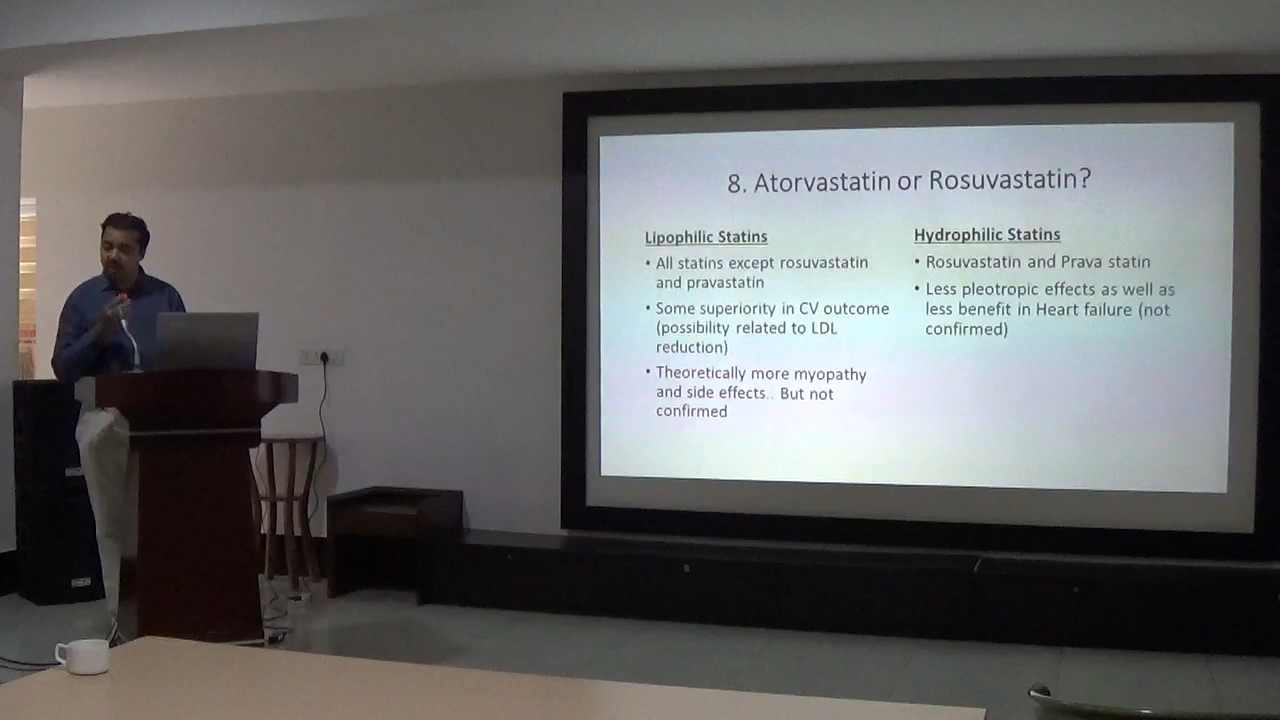 8. Atorvastatin or Rosuvastatin?
Lipophilic Statins
• All statins except rosuvastatin
and pravastatin
• Some superiority in CV outcome
(possibility related to LDL
reduction)
• Theoretically more myopathy
and side effects.. But not
confirmed
Hydrophilic Statins
• Rosuvastatin and Prava statin
• Less pleotropic effects as well as
less benefit in Heart failure (not
confirmed)